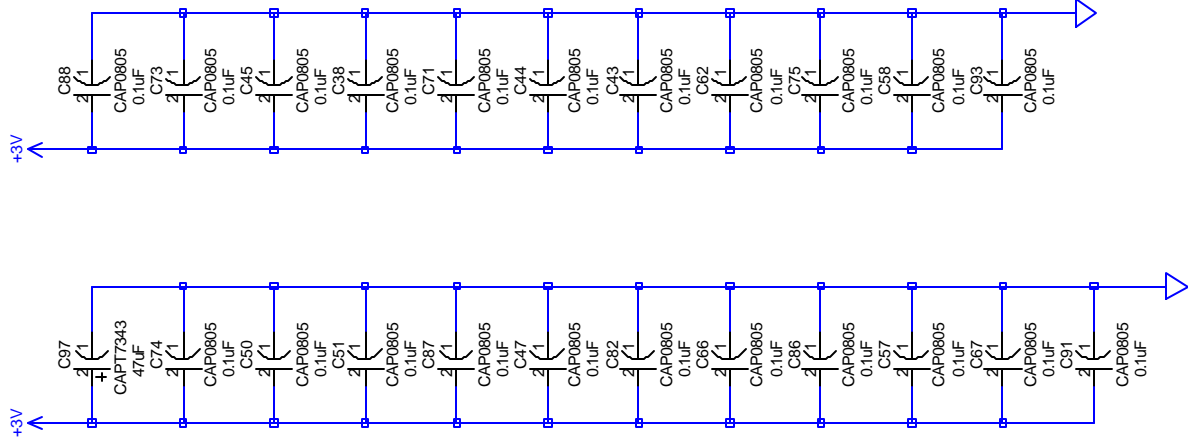 C88
1
2
CAP0805
0.1uF
C73
1
2
CAP0805
0.1uF
C45
1
2
CAP0805
0.1uF
C38
1
2
CAP0805
0.1uF
C71
1
2
CAP0805
0.1uF
C44
1
2
CAP0805
0.1uF
C43
1
2
CAP0805
0.1uF
C62
1
2
CAP0805
0.1uF
C75
1
2
CAP0805
0.1uF
C58
1
2
CAP0805
0.1uF
C93
1
2
CAP0805
0.1uF
+3V
C97
1
2
+
CAPT7343
47uF
C74
1
2
CAP0805
0.1uF
C50
1
2
CAP0805
0.1uF
C51
1
2
CAP0805
0.1uF
C87
1
2
CAP0805
0.1uF
C47
1
2
CAP0805
0.1uF
C82
1
2
CAP0805
0.1uF
C66
1
2
CAP0805
0.1uF
C86
1
2
CAP0805
0.1uF
C57
1
2
CAP0805
0.1uF
C67
1
2
CAP0805
0.1uF
C91
1
2
CAP0805
0.1uF
+3V